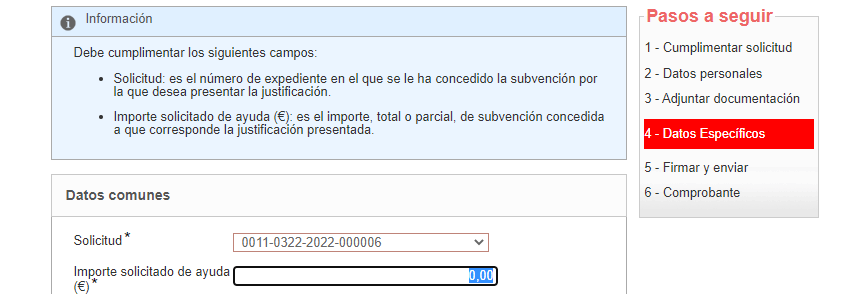 Información
Debe cumplimentar los siguientes campos:
• Solicitud: es el número de expediente en el que se le ha concedido la subvención por
la que desea presentar la justificación.
• Importe solicitado de ayuda (€): es el importe, total o parcial, de subvención concedida
a que corresponde la justificación presentada.
Datos comunes
Solicitud *
0011-0322-2022-000006
Importe solicitado de ayuda
(€) *
0,00
Pasos a seguir
1 - Cumplimentar solicitud
2 - Datos personales
3 - Adjuntar documentación
4 - Datos Específicos
5 - Firmar y enviar
6 - Comprobante